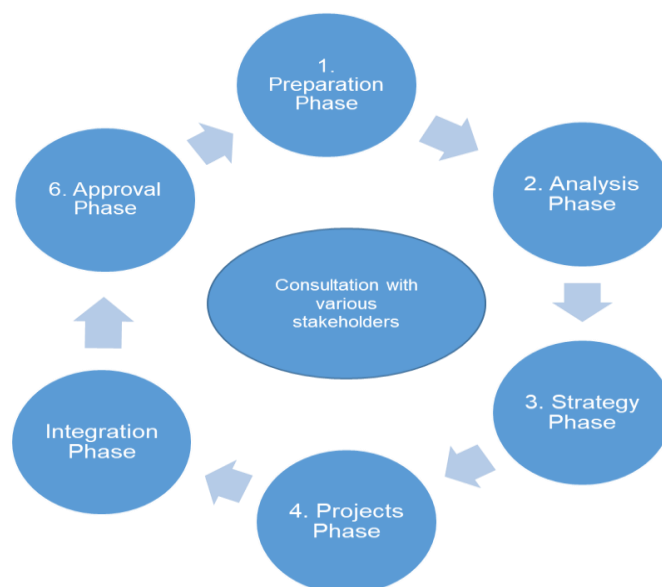 1.
Preparation
Phase
2. Analysis
Phase
3. Strategy
Phase
4. Projects
Phase
Integration
Phase
6. Approval
Phase
Consultation with
various
stakeholders